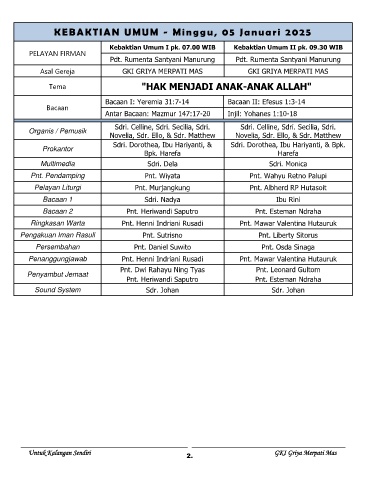 KEBAKTIAN UMUM - Minggu, 05 Januari 2025
PELAYAN FIRMAN
Kebaktian Umum I pk. 07.00 WIB
Kebaktian Umum II pk. 09.30 WIB
Pdt. Rumenta Santyani Manurung
Pdt. Rumenta Santyani Manurung
Asal Gereja
GKI GRIYA MERPATI MAS
GKI GRIYA MERPATI MAS
Tema
"HAK MENJADI ANAK-ANAK ALLAH"
Bacaan
Bacaan I: Yeremia 31:7-14
Bacaan II: Efesus 1:3-14
Antar Bacaan: Mazmur 147:17-20
Injil: Yohanes 1:10-18
Organis / Pemusik
Sdri. Celline, Sdri. Secilia, Sdri.
Novelia, Sdr. Ello, & Sdr. Matthew
Sdri. Celline, Sdri. Secilia, Sdri.
Novelia, Sdr. Ello, & Sdr. Matthew
Prokantor
Sdri. Dorothea, Ibu Hariyanti, &
Bpk. Harefa
Sdri. Dorothea, Ibu Hariyanti, & Bpk.
Harefa
Multimedia
Sdri. Dela
Sdri. Monica
Pnt. Pendamping
Pnt. Wiyata
Pnt. Wahyu Retno Palupi
Pelayan Liturgi
Pnt. Murjangkung
Pnt. Albherd RP Hutasoit
Bacaan 1
Sdri. Nadya
Ibu Rini
Bacaan 2
Pnt. Heriwandi Saputro
Pnt. Esteman Ndraha
Ringkasan Warta
Pnt. Henni Indriani Rusadi
Pnt. Mawar Valentina Hutauruk
Pengakuan Iman Rasuli
Pnt. Sutrisno
Pnt. Liberty Sitorus
Persembahan
Pnt. Daniel Suwito
Pnt. Osda Sinaga
Penanggungjawab
Pnt. Henni Indriani Rusadi
Pnt. Mawar Valentina Hutauruk
Penyambut Jemaat
Pnt. Dwi Rahayu Ning Tyas
Pnt. Heriwandi Saputro
Pnt. Leonard Gultom
Pnt. Esteman Ndraha
Sound System
Sdr. Johan
Sdr. Johan
Untuk Kalangan Sendiri
2.
GKI Griya Merpati Mas